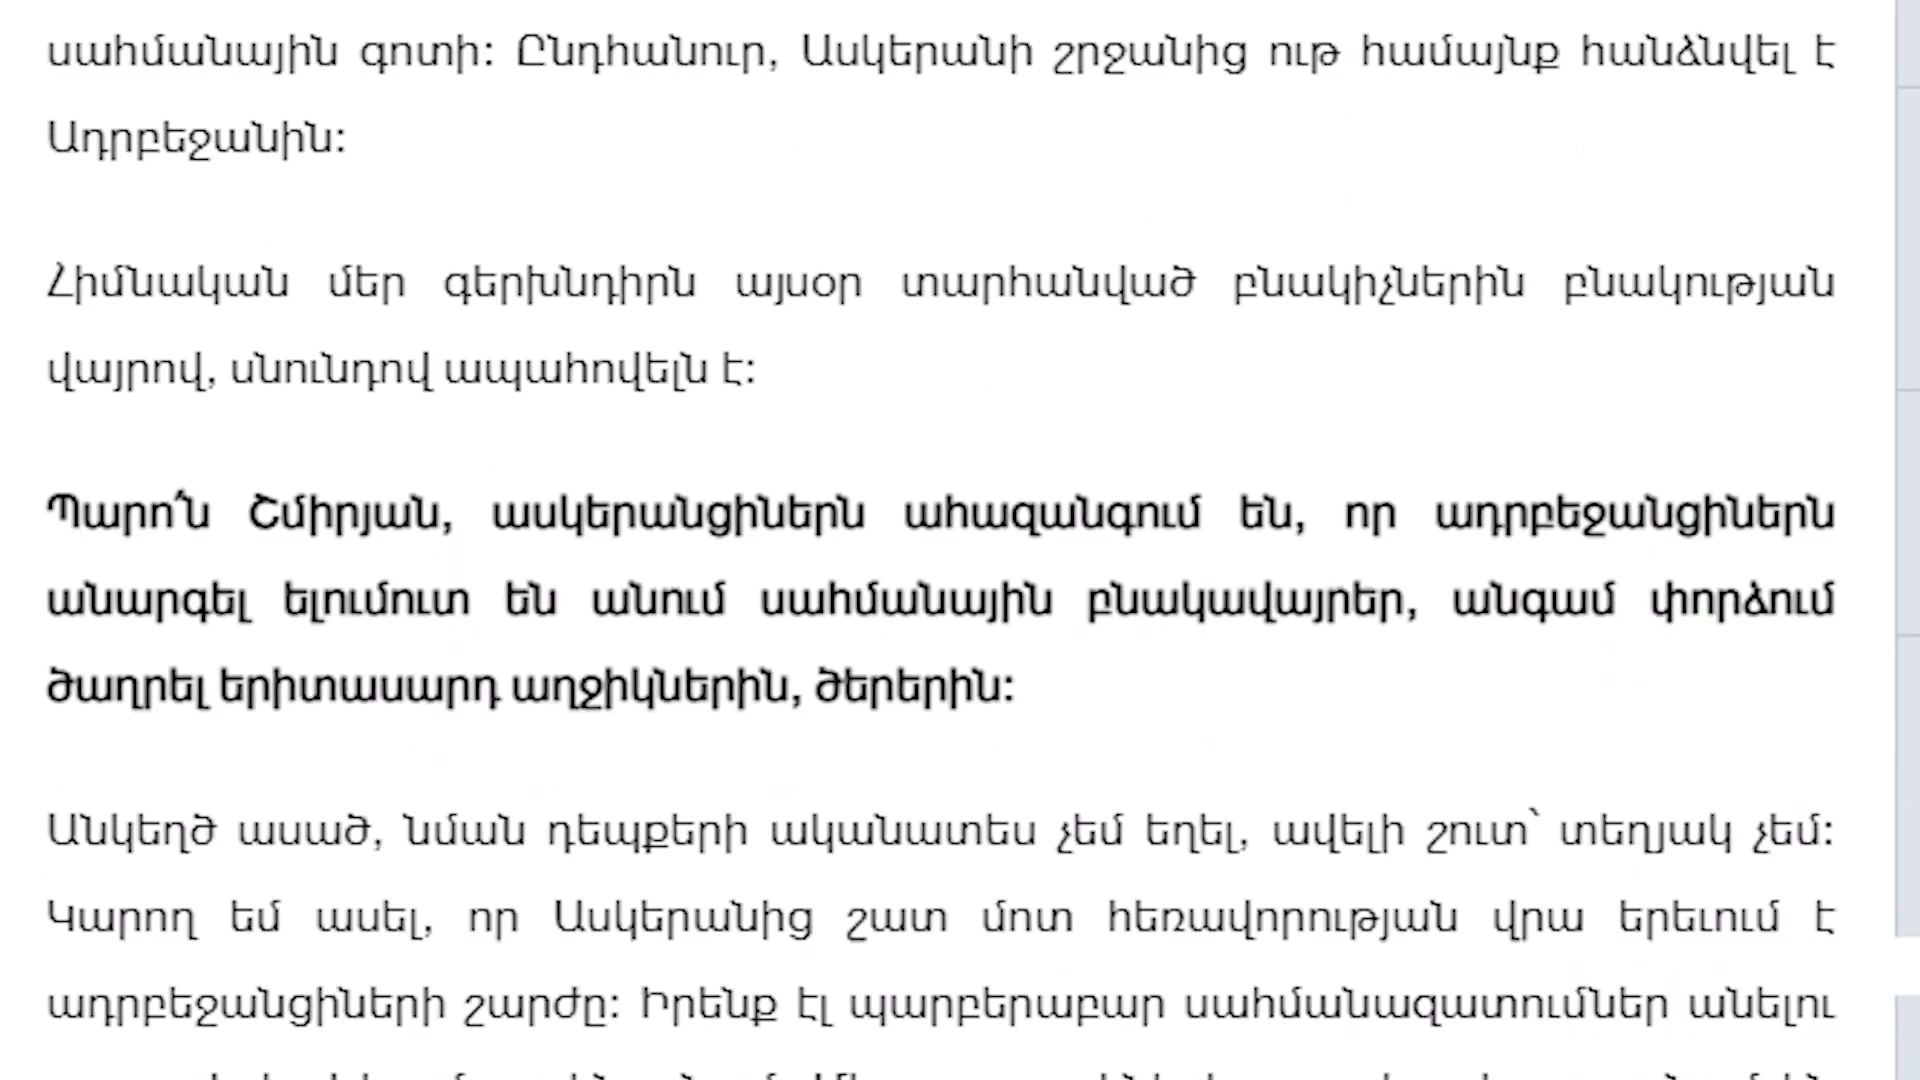 սահմանային գոտի: Ընդհանուր, Ասկերանի շրջանից ութ համայնք հանձնվել է
Ադրբեջանին:
Հիմնական մեր գերխնդիրն այսօր տարհանված բնակիչներին բնակության
վայրով, սնունդով ապահովելն է:
Պարո՛ն Շմիրյան, ասկերանցիներն ահազանգում են, որ ադրբեջանցիներն
անարգել ելումուտ են անում սահմանային բնակավայրեր, անգամ փորձում
ծաղրել երիտասարդ աղջիկներին, ծերերին:
Անկեղծ ասած, նման դեպքերի ականատես չեմ եղել, ավելի շուտ՝ տեղյակ չեմ:
Կարող եմ ասել, որ Ասկերանից շատ մոտ հեռավորության վրա երեւում է
ադրբեջանցիների շարժը: Իրենք էլ պարբերաբար սահմանազատումներ անելու